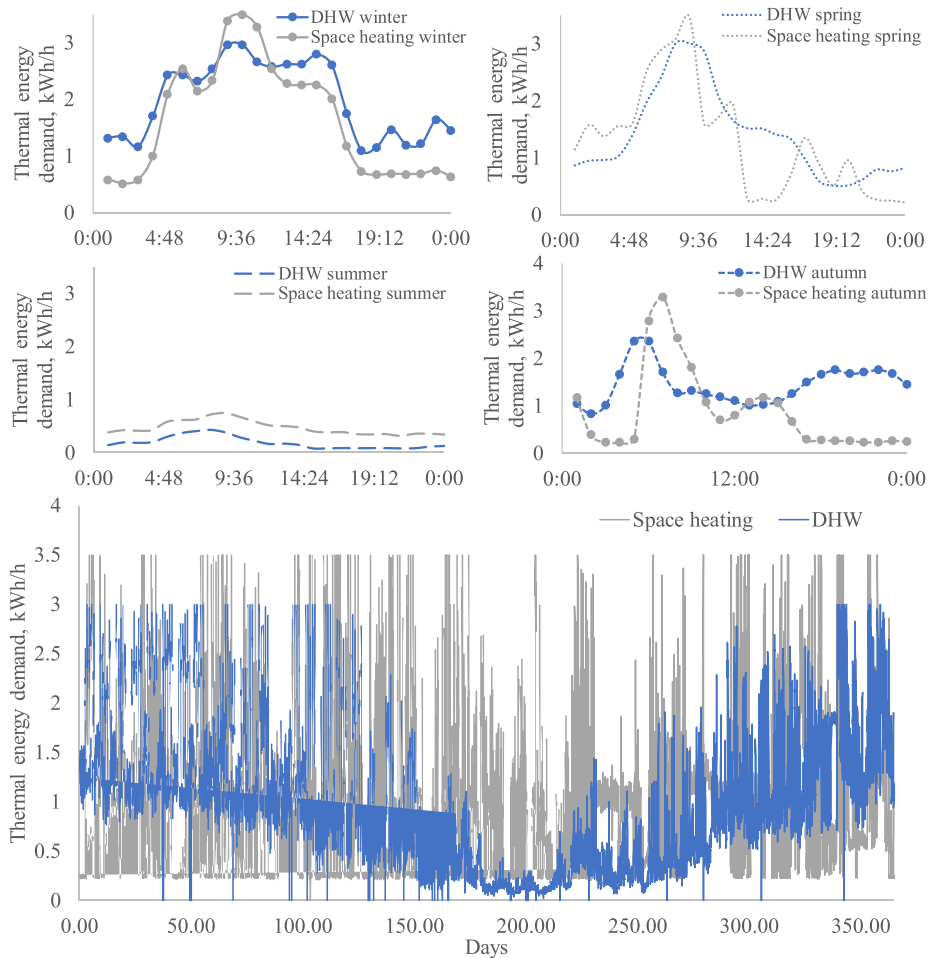 DHW winter
Space heating winter
Thermal energy
demand, kWh/h
3
2
1
0
0:00 4:48 9:36 14:24 19:12 0:00
DHW spring
Space heating spring
Thermal energy
demand, kWh/h
3
2
1
0
0:00 4:48 9:36 14:24 19:12 0:00
DHW summer
Space heating summer
Thermal energy
demand, kWh/h
3
2
1
0
0:00 4:48 9:36 14:24 19:12 0:00
DHW autumn
Space heating autumn
Thermal energy
demand, kWh/h
4
3
2
1
0
0:00 12:00 0:00
Space heating DHW
Thermal energy demand, kWh/h
4
3.5
3
2.5
2
1.5
1
0.5
0
0.00 50.00 100.00 150.00 200.00 250.00 300.00 350.00
Days